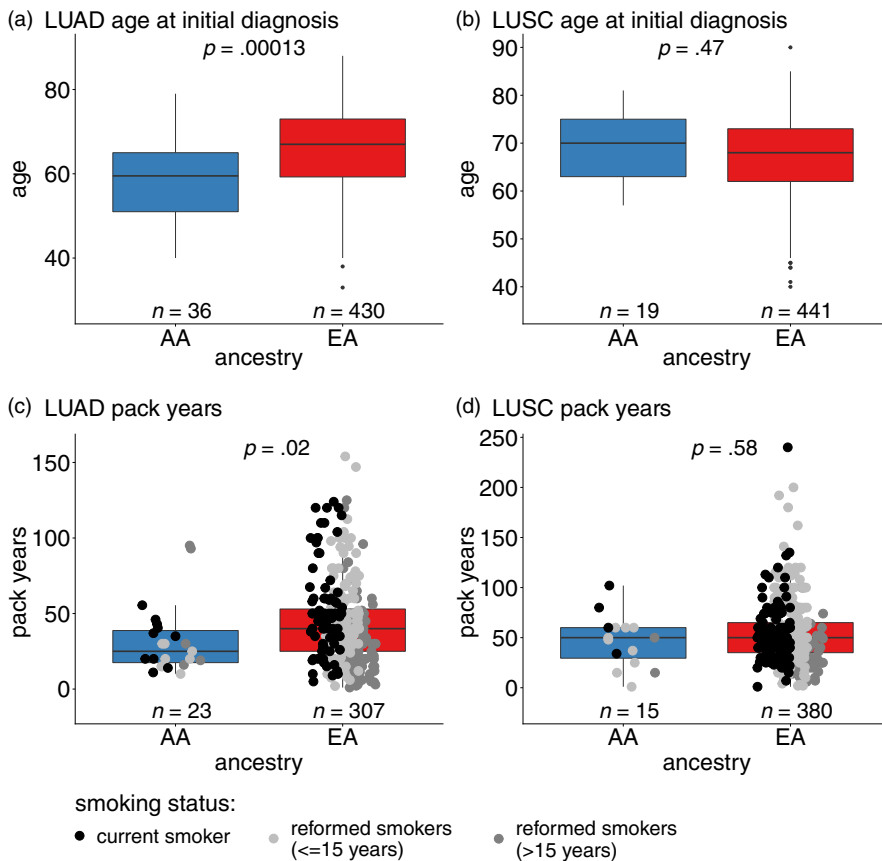 (a) LUAD age at initial diagnosis
p = .00013
80
60
40
age
n = 36
n = 430
AA
EA
ancestry
(b) LUSC age at initial diagnosis
p = .47
90
80
70
60
50
40
age
n = 19
n = 441
AA
EA
ancestry
(c) LUAD pack years
p = .02
150
100
50
0
pack years
n = 23
n = 307
AA
EA
ancestry
(d) LUSC pack years
p = .58
250
200
150
100
50
0
pack years
n = 15
n = 380
AA
EA
ancestry
smoking status:
current smoker
reformed smokers
(<=15 years)
reformed smokers
(>15 years)